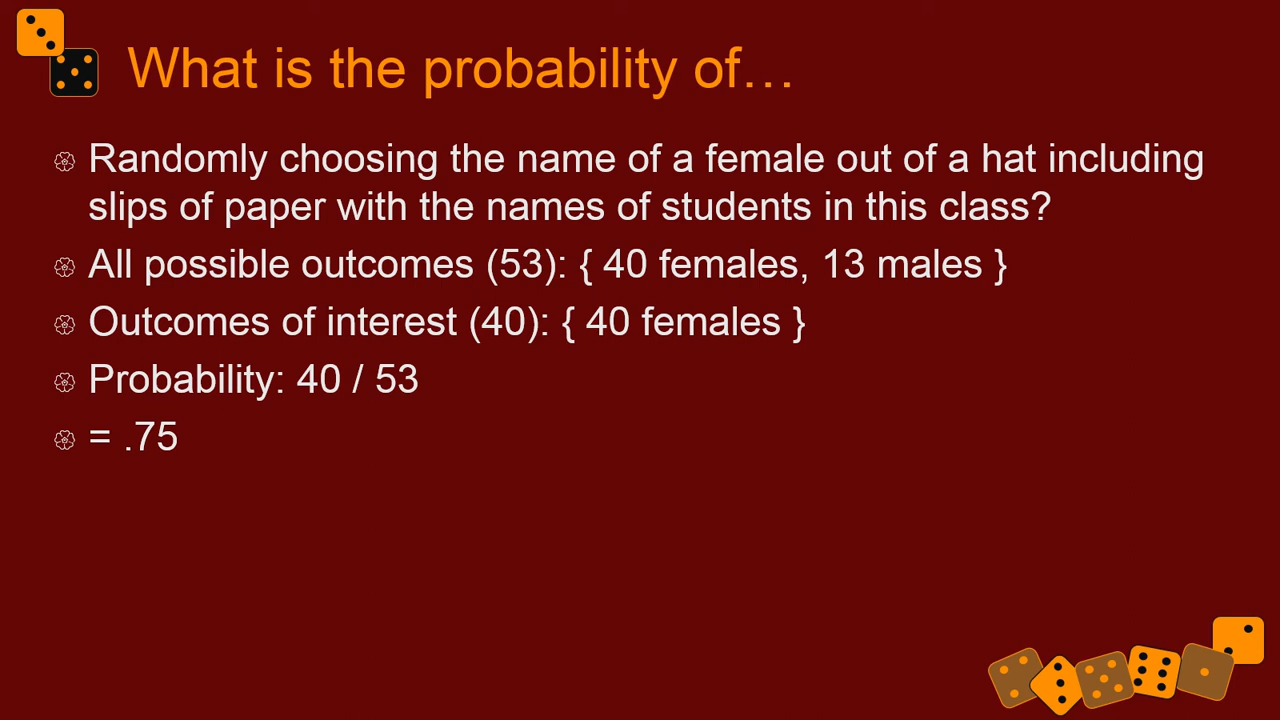 What is the probability of…
Randomly choosing the name of a female out of a hat including
slips of paper with the names of students in this class?
All possible outcomes (53): { 40 females, 13 males }
Outcomes of interest (40): { 40 females }
Probability: 40 / 53
= .75